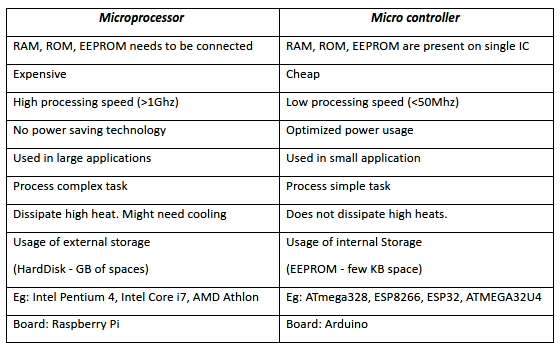 Microprocessor Micro controller
RAM, ROM, EEPROM needs to be connected RAM, ROM, EEPROM are present on single IC
Expensive Cheap
High processing speed (>1Ghz) Low processing speed (<50Mhz)
No power saving technology Optimized power usage
Used in large applications Used in small application
Process complex task Process simple task
Dissipate high heat. Might need cooling Does not dissipate high heats.
Usage of external storage Usage of internal Storage
(HardDisk - GB of spaces) (EEPROM - few KB space)
Eg: Intel Pentium 4, Intel Core i7, AMD Athlon Eg: ATmega328, ESP8266, ESP32, ATMEGA32U4
Board: Raspberry Pi Board: Arduino